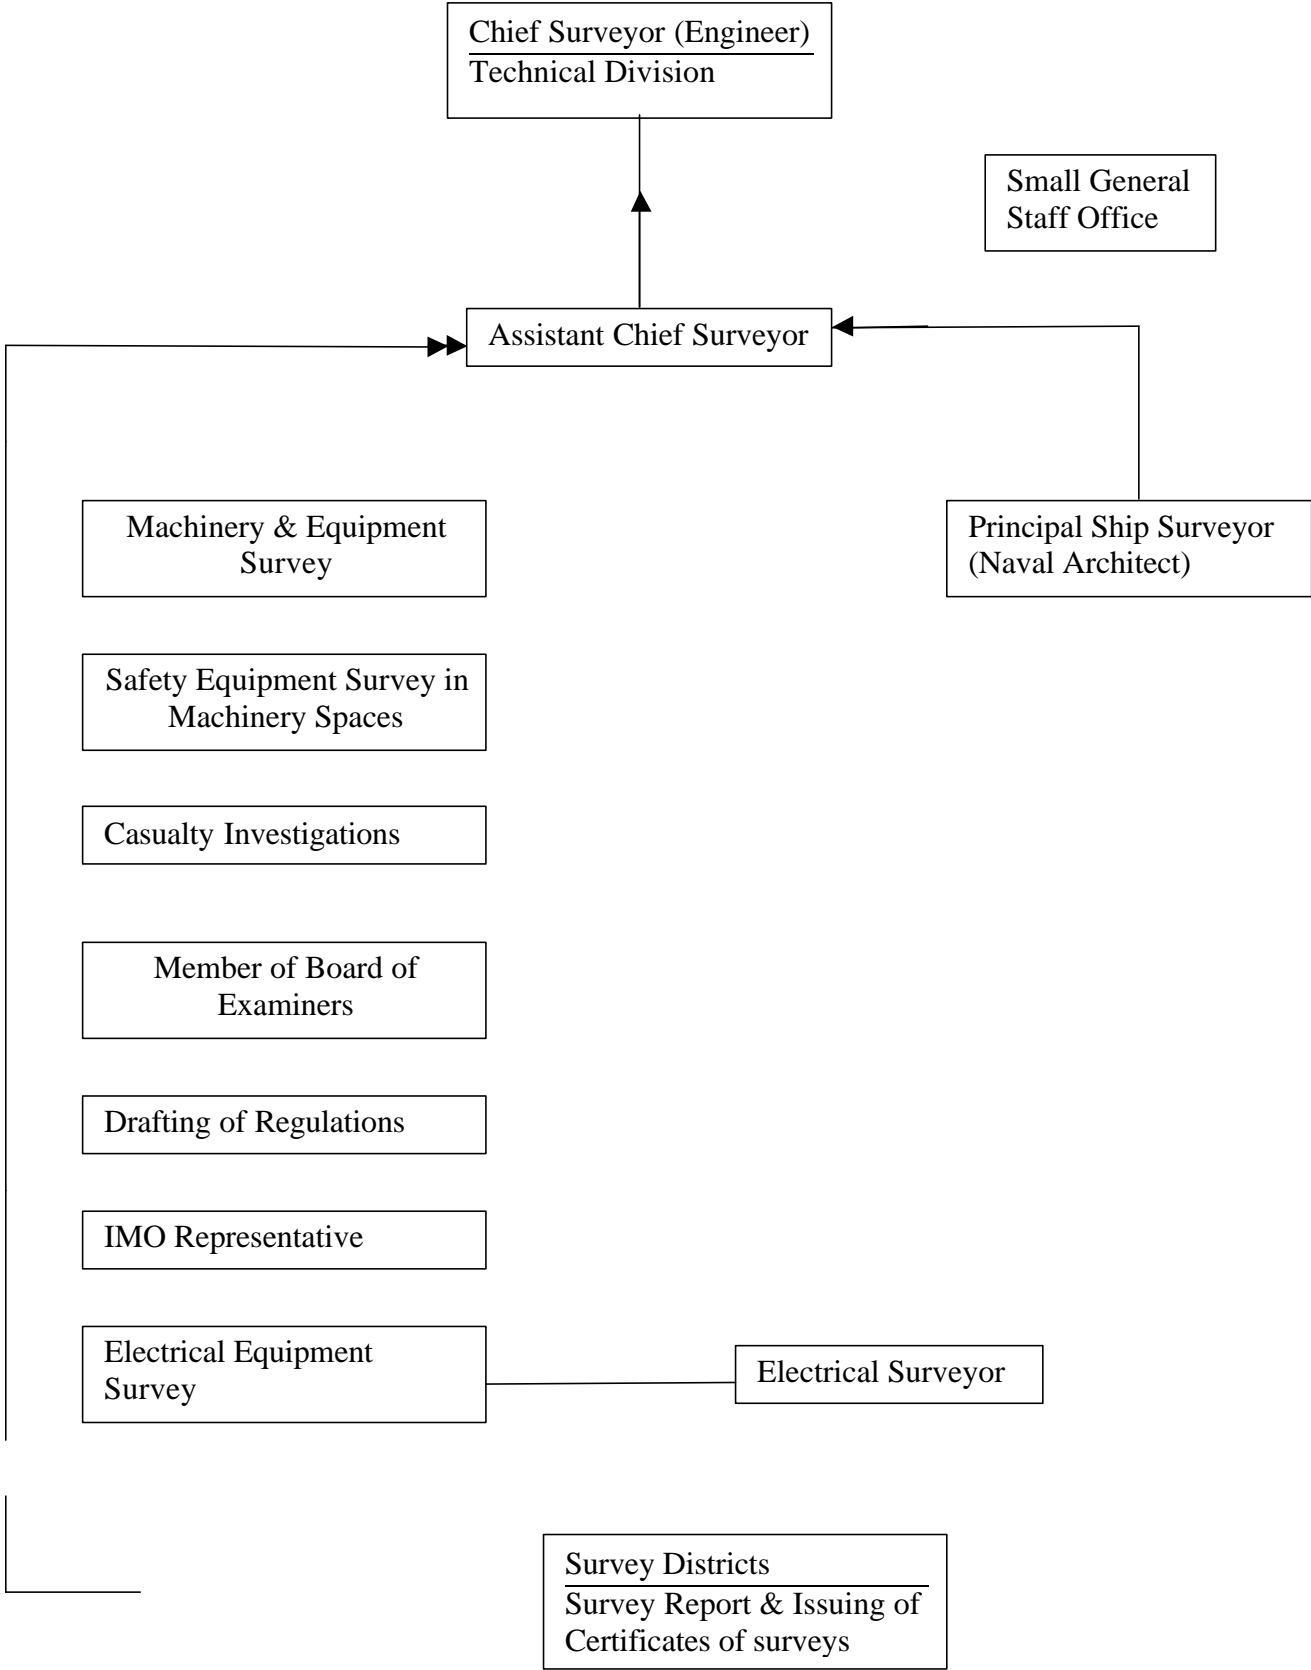 Chief Surveyor (Engineer)
Technical Division
Small General
Staff Office
Assistant Chief Surveyor
Machinery & Equipment
Survey
Principal Ship Surveyor
(Naval Architect)
Safety Equipment Survey in
Machinery Spaces
Casualty Investigations
Member of Board of
Examiners
Drafting of Regulations
IMO Representative
Electrical Equipment
Survey
Electrical Surveyor
Survey Districts
Survey Report & Issuing of
Certificates of surveys